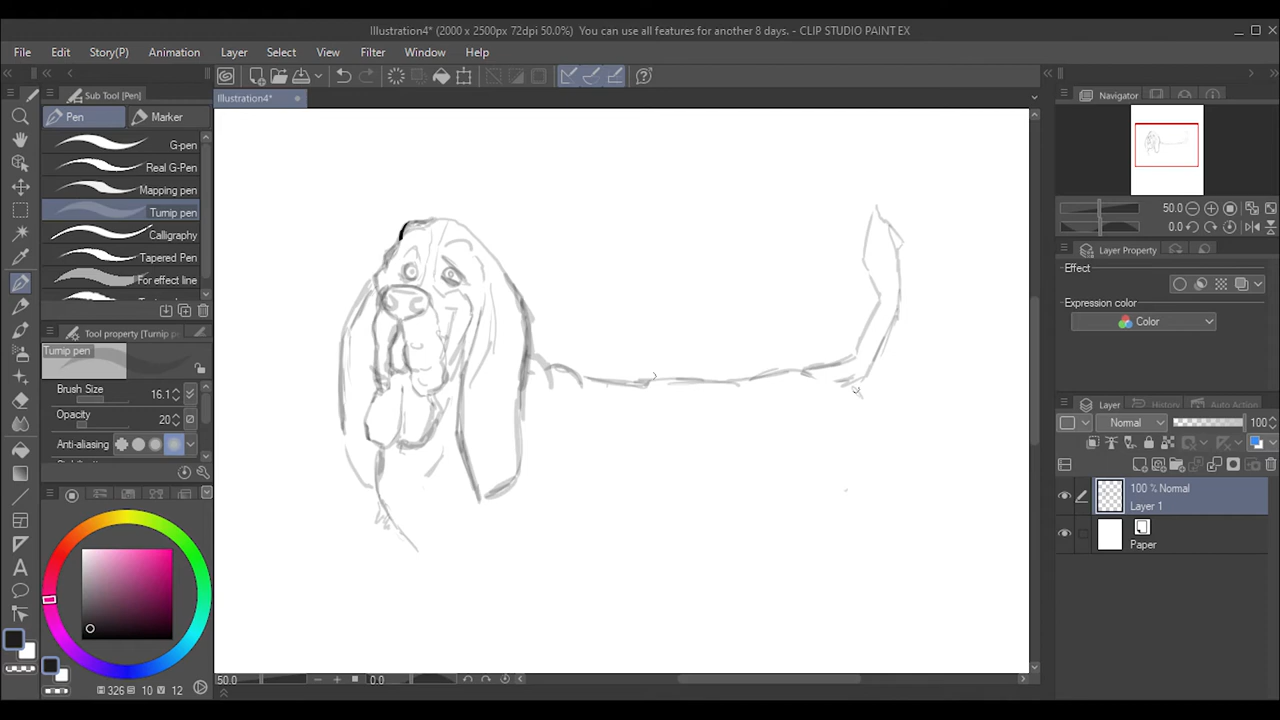 Illustration4* (2000 x 2500px 72dpi 50.0%)  You can use all features for another 8 days. - CLIP STUDIO PAINT EX
File Edit Story(P) Animation Layer Select View Filter Window Help
Sub Tool [Pen]
Illustration4*
Navigator
Pen Marker
G-pen
Real G-Pen
Mapping pen
Turnip pen
Calligraphy
Tapered Pen
For effect line
50.0
0.0
Layer Property
Effect
Expression color
Color
Tool property [Turnip pen
Turnip pen
Brush Size 16.1
Opacity 20
Anti-aliasing
Layer History Auto Action
Normal 100
100 % Normal
Layer 1
Paper
50.0 0.0
H 326 S 10 V 12